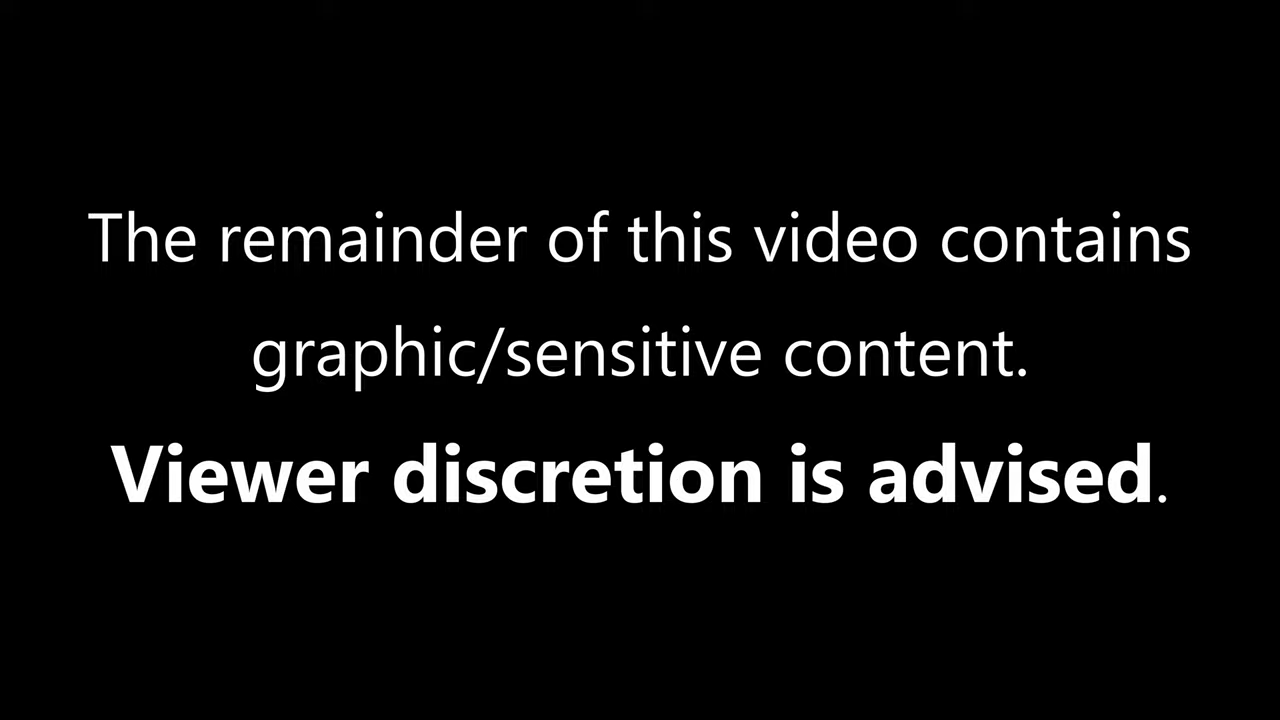 The remainder of this video contains
graphic/sensitive content.
Viewer discretion is advised.